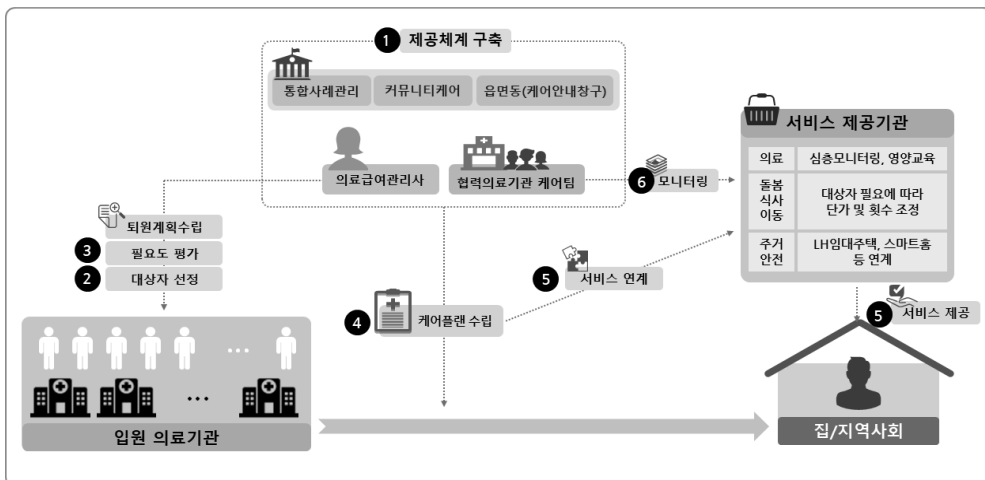 1 제공체계 구축
통합사례관리 커뮤니티케어 읍면동(케어안내창구)
의료급여관리사 협력의료기관 케어팀
퇴원계획수립
3 필요도 평가
2 대상자 선정
입원 의료기관
4 케어플랜 수립
5 서비스 연계
6 모니터링
서비스 제공기관
의료 심층모니터링, 영양교육
돌봄
식사
이동
대상자 필요에 따라
단가 및 횟수 조정
주거
안전
LH임대주택, 스마트홈
등 연계
5 서비스 제공
집/지역사회